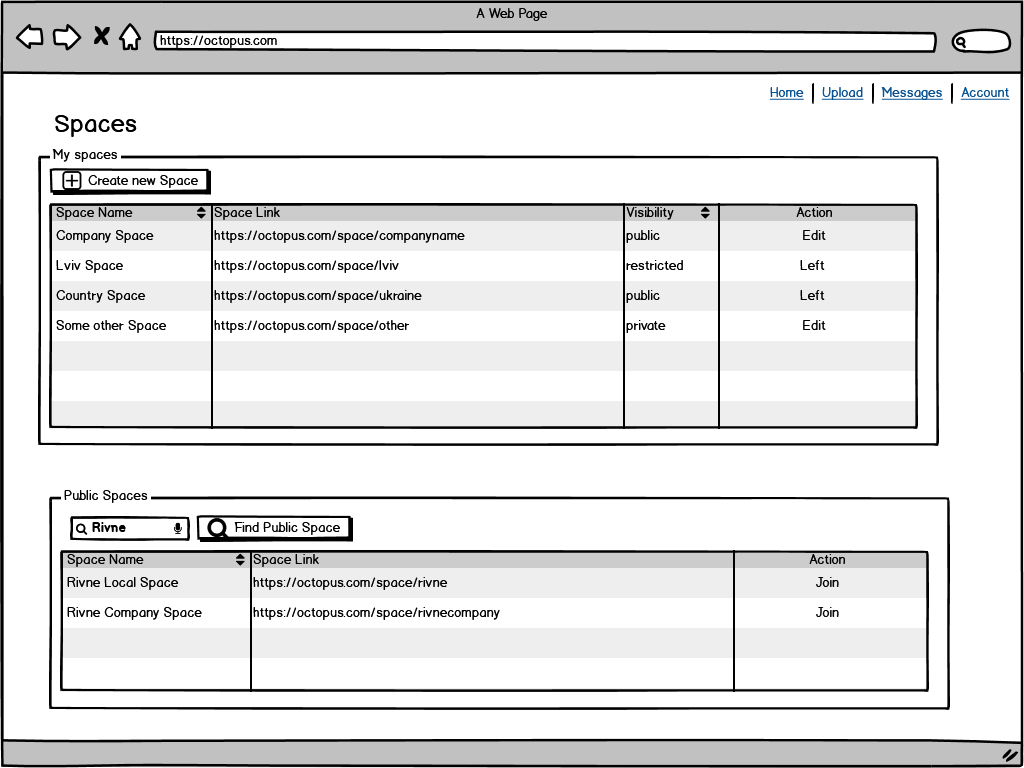 A Web Page
https://octopus.com
Home Upload Messages Account
Spaces
My spaces
Create new Space
Space Name Space Link Visibility Action
Company Space https://octopus.com/space/companyname public Edit
Lviv Space https://octopus.com/space/lviv restricted Left
Country Space https://octopus.com/space/ukraine public Left
Some other Space https://octopus.com/space/other private Edit
Public Spaces
Rivne Find Public Space
Space Name Space Link Action
Rivne Local Space https://octopus.com/space/rivne Join
Rivne Company Space https://octopus.com/space/rivnecompany Join